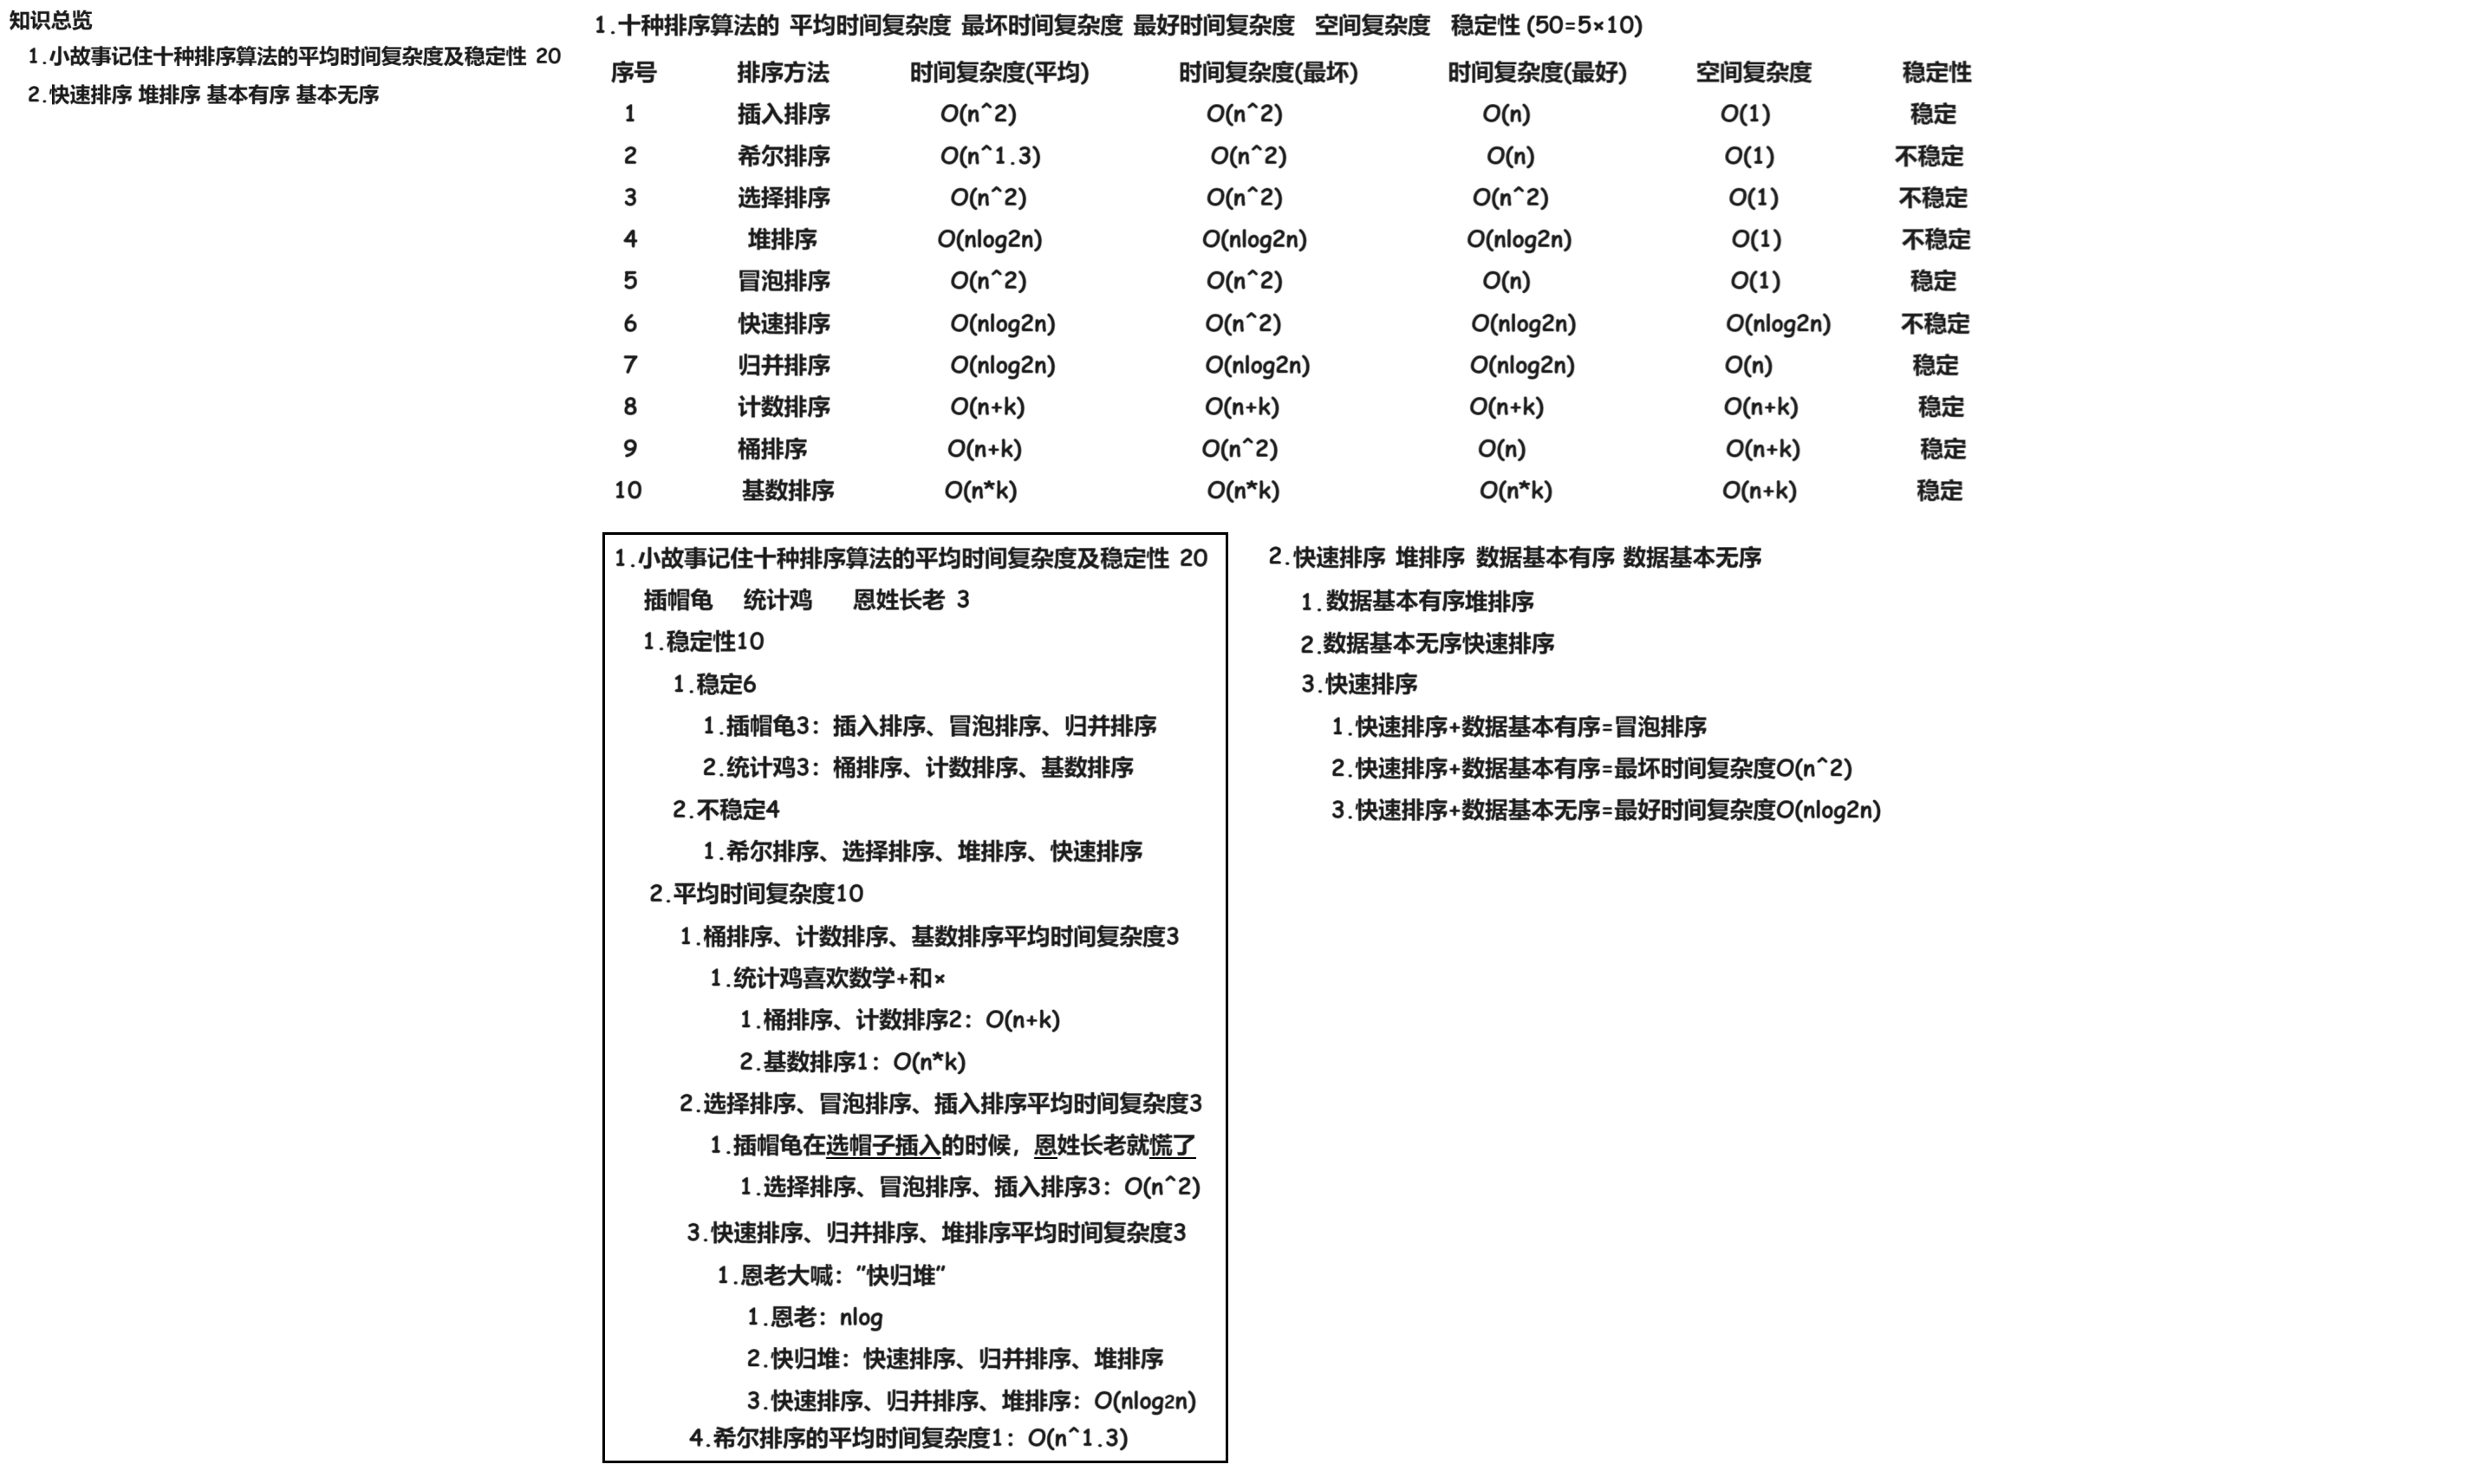 知识总览
1.小故事记住十种排序算法的平均时间复杂度及稳定性 20
2.快速排序 堆排序 基本有序 基本无序
1.十种排序算法的 平均时间复杂度 最坏时间复杂度 最好时间复杂度 空间复杂度 稳定性 (50=5×10)
序号 排序方法 时间复杂度(平均) 时间复杂度(最坏) 时间复杂度(最好) 空间复杂度 稳定性
1 插入排序 O(n^2) O(n^2) O(n) O(1) 稳定
2 希尔排序 O(n^1.3) O(n^2) O(n) O(1) 不稳定
3 选择排序 O(n^2) O(n^2) O(n^2) O(1) 不稳定
4 堆排序 O(nlog2n) O(nlog2n) O(nlog2n) O(1) 不稳定
5 冒泡排序 O(n^2) O(n^2) O(n) O(1) 稳定
6 快速排序 O(nlog2n) O(n^2) O(nlog2n) O(nlog2n) 不稳定
7 归并排序 O(nlog2n) O(nlog2n) O(nlog2n) O(n) 稳定
8 计数排序 O(n+k) O(n+k) O(n+k) O(n+k) 稳定
9 桶排序 O(n+k) O(n^2) O(n) O(n+k) 稳定
10 基数排序 O(n*k) O(n*k) O(n*k) O(n+k) 稳定
1.小故事记住十种排序算法的平均时间复杂度及稳定性 20
插帽龟 统计鸡 恩姓长老 3
1.稳定性10
1.稳定6
1.插帽龟3：插入排序、冒泡排序、归并排序
2.统计鸡3：桶排序、计数排序、基数排序
2.不稳定4
1.希尔排序、选择排序、堆排序、快速排序
2.平均时间复杂度10
1.桶排序、计数排序、基数排序平均时间复杂度3
1.统计鸡喜欢数学+和×
1.桶排序、计数排序2：O(n+k)
2.基数排序1：O(n*k)
2.选择排序、冒泡排序、插入排序平均时间复杂度3
1.插帽龟在选帽子插入的时候，恩姓长老就慌了
1.选择排序、冒泡排序、插入排序3：O(n^2)
3.快速排序、归并排序、堆排序平均时间复杂度3
1.恩老大喊："快归堆"
1.恩老：nlog
2.快归堆：快速排序、归并排序、堆排序
3.快速排序、归并排序、堆排序：O(nlog2n)
4.希尔排序的平均时间复杂度1：O(n^1.3)
2.快速排序 堆排序 数据基本有序 数据基本无序
1.数据基本有序堆排序
2.数据基本无序快速排序
3.快速排序
1.快速排序+数据基本有序=冒泡排序
2.快速排序+数据基本有序=最坏时间复杂度O(n^2)
3.快速排序+数据基本无序=最好时间复杂度O(nlog2n)